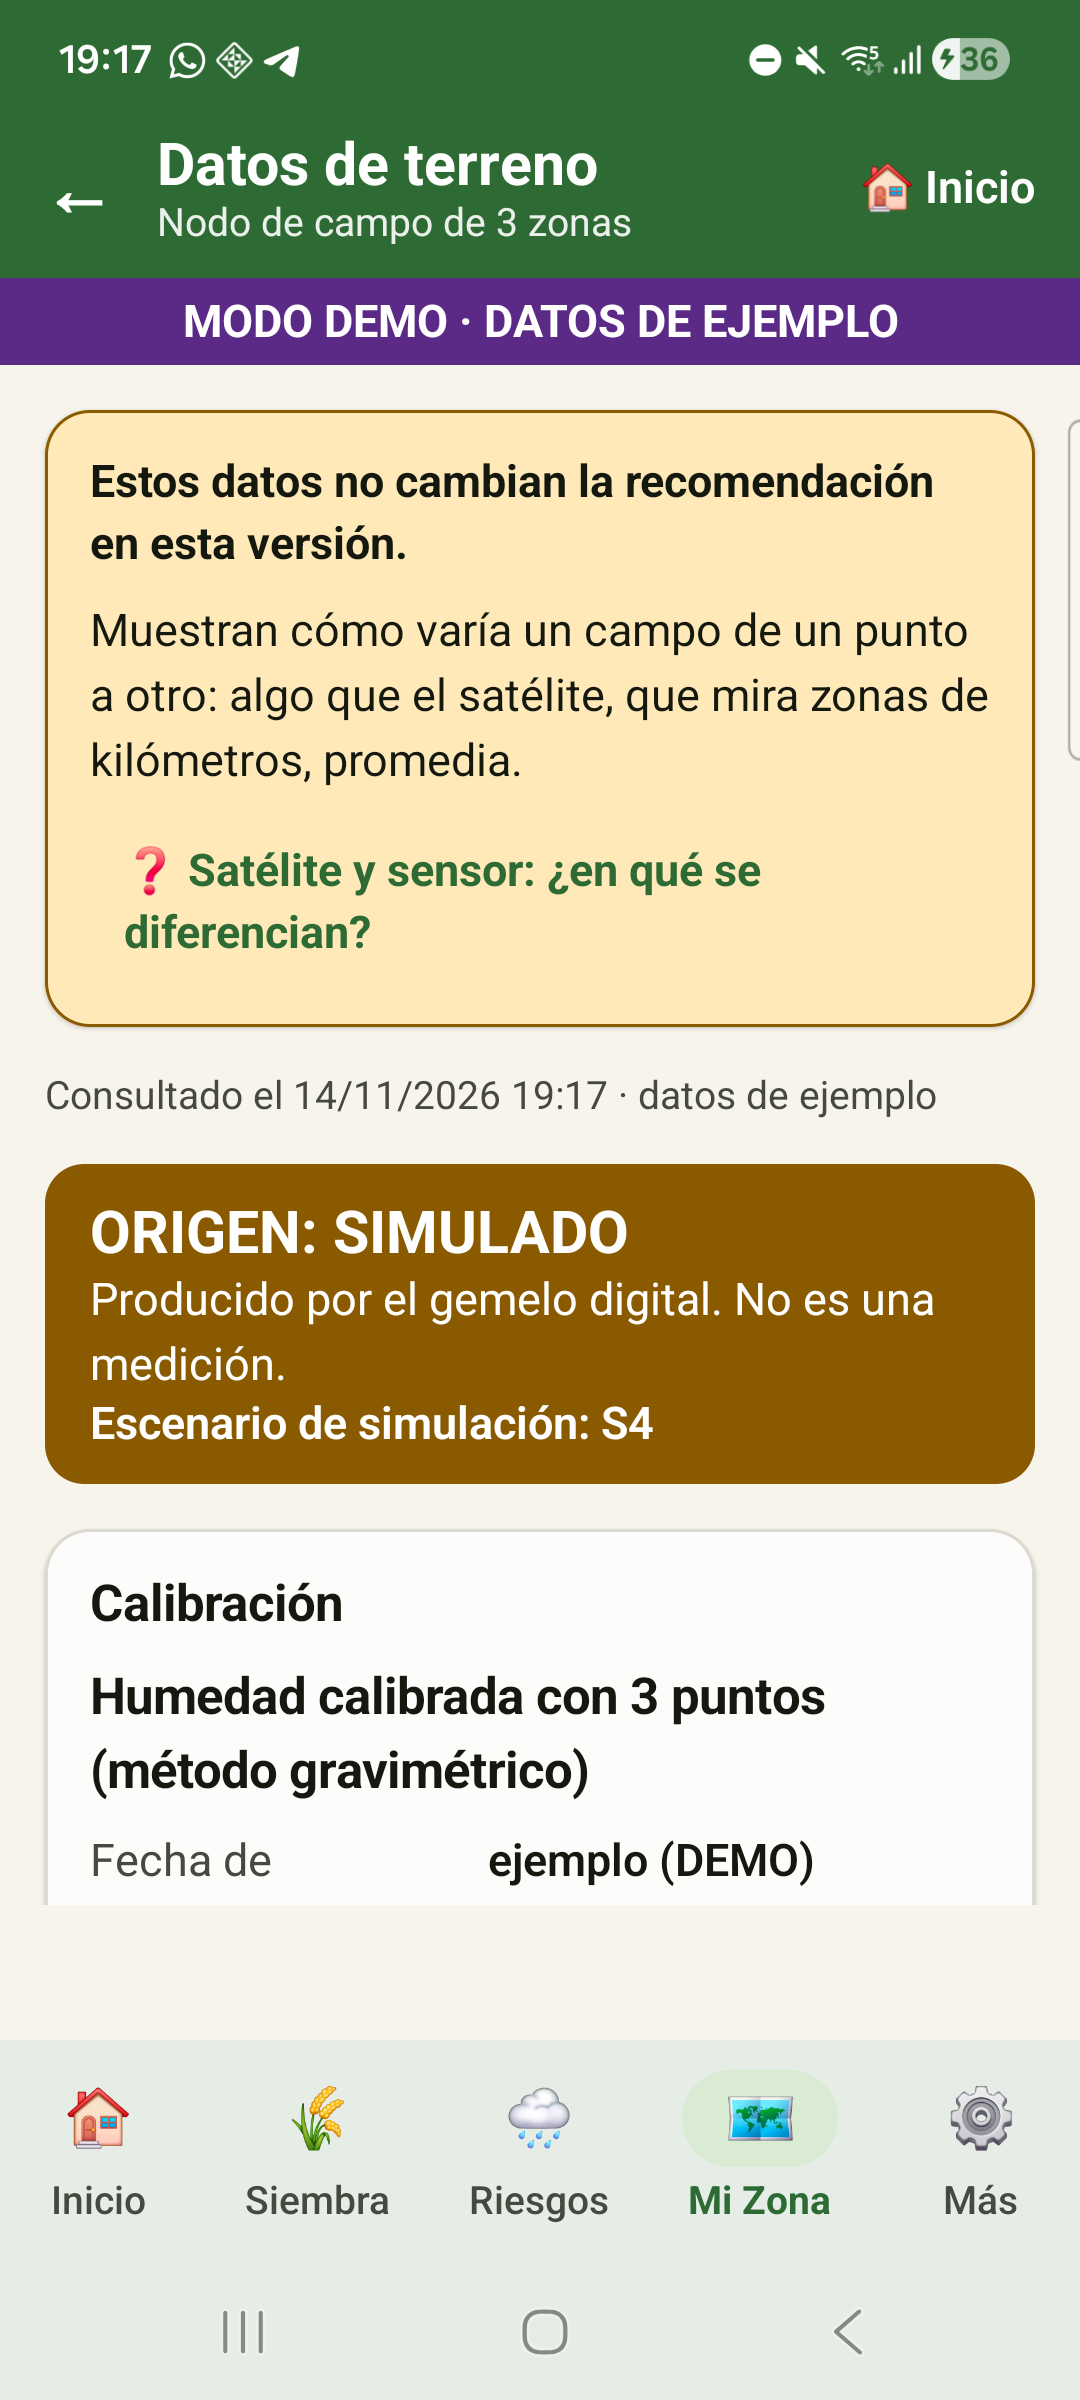 19:17
5
36
←
Datos de terreno
Nodo de campo de 3 zonas
Inicio
MODO DEMO · DATOS DE EJEMPLO
Estos datos no cambian la recomendación
en esta versión.
Muestran cómo varía un campo de un punto
a otro: algo que el satélite, que mira zonas de
kilómetros, promedia.
❓ Satélite y sensor: ¿en qué se
diferencian?
Consultado el 14/11/2026 19:17 · datos de ejemplo
ORIGEN: SIMULADO
Producido por el gemelo digital. No es una
medición.
Escenario de simulación: S4
Calibración
Humedad calibrada con 3 puntos
(método gravimétrico)
Fecha de ejemplo (DEMO)
Inicio Siembra Riesgos Mi Zona Más